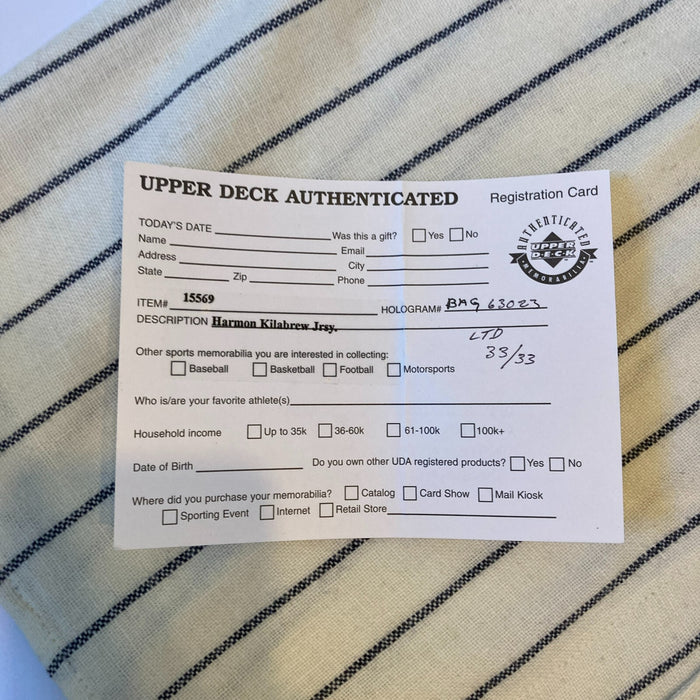 UPPER DECK AUTHENTICATED Registration Card
TODAY'S DATE Was this a gift? Yes No
Name Email
Address City
State Zip Phone
AUTHENTICATED
UPPER
D·E·C·K
MEMORABILIA
ITEM# 15569 HOLOGRAM# BAG 63023
DESCRIPTION Harmon Kilabrew Jrsy.
LTD
33/33
Other sports memorabilia you are interested in collecting:
Baseball Basketball Football Motorsports
Who is/are your favorite athlete(s)
Household income Up to 35k 36-60k 61-100k 100k+
Date of Birth Do you own other UDA registered products? Yes No
Where did you purchase your memorabilia? Catalog Card Show Mail Kiosk
Sporting Event Internet Retail Store